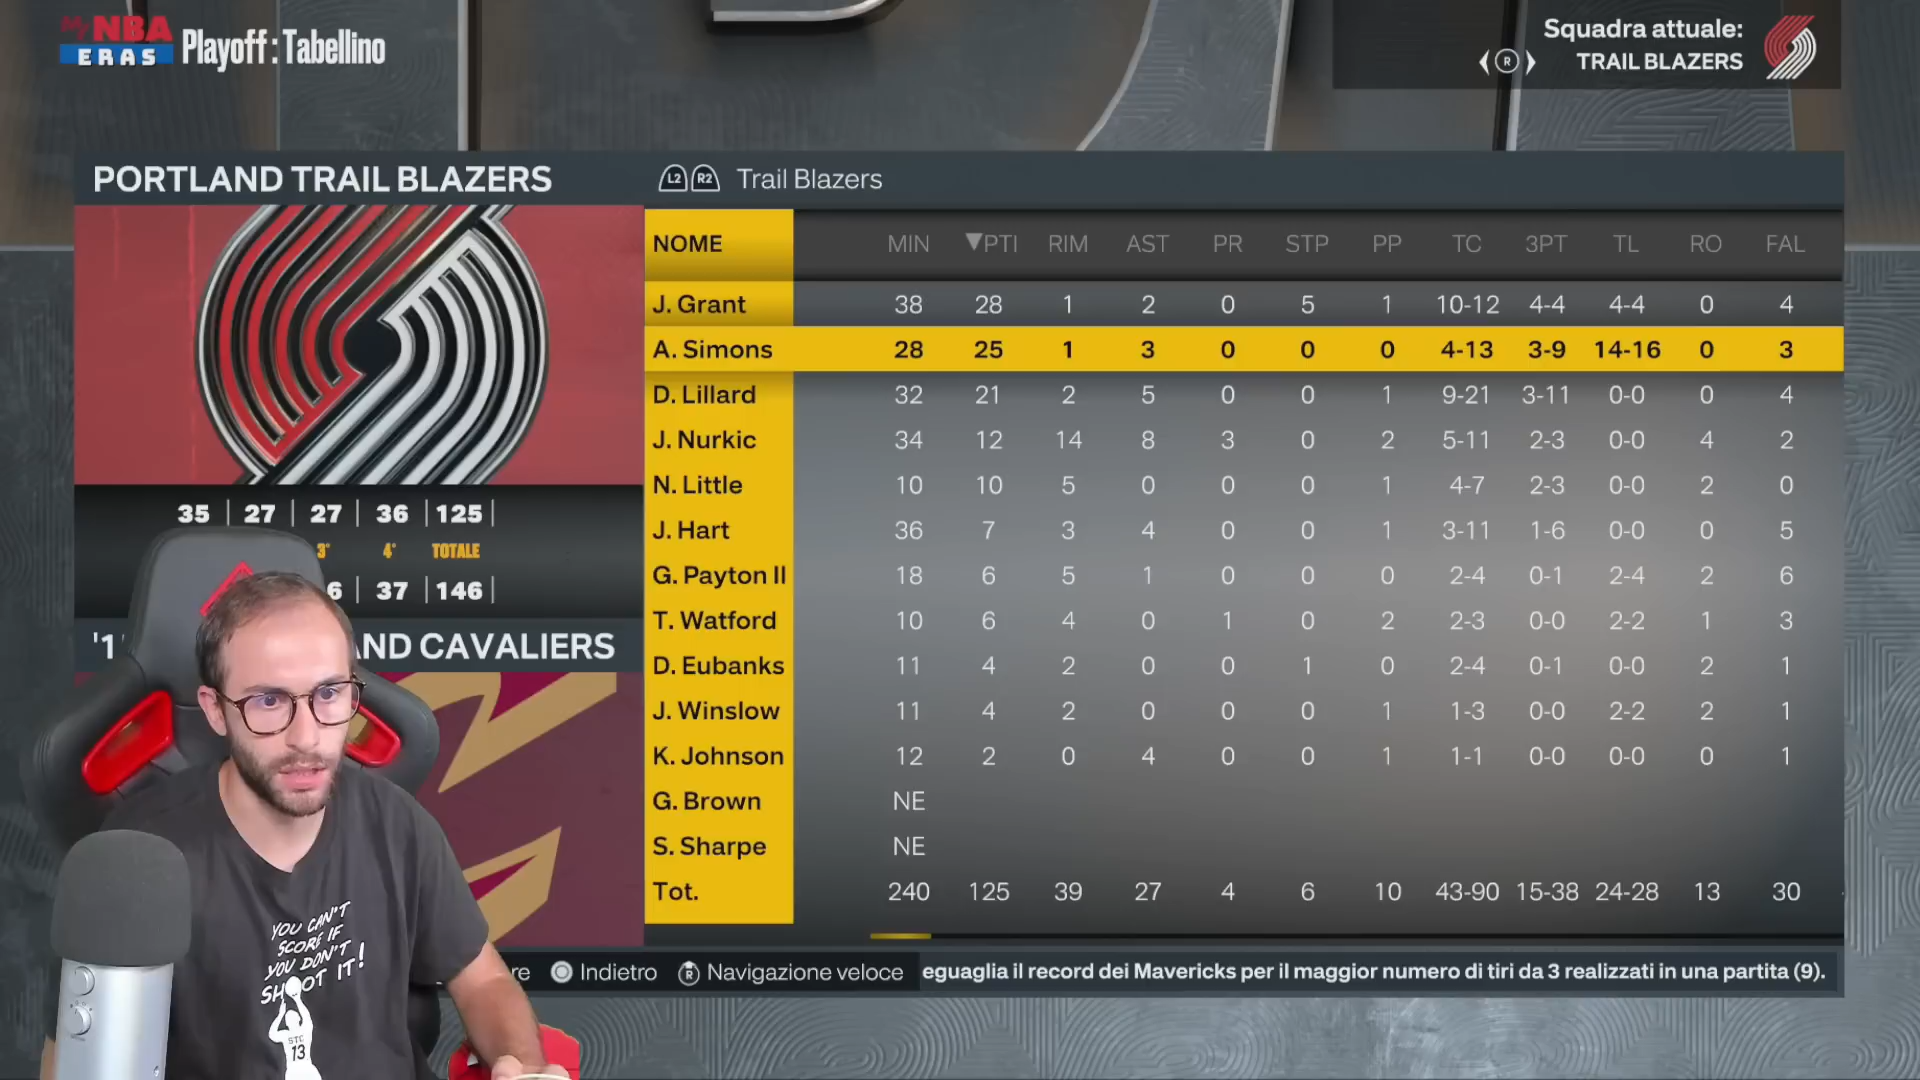 MyNBA
ERAS
Playoff: Tabellino
Squadra attuale:
R TRAIL BLAZERS
PORTLAND TRAIL BLAZERS
35 | 27 | 27 | 36 | 125 |
3° 4° TOTALE
6 | 37 | 146 |
AND CAVALIERS
L2 R2 Trail Blazers
NOME MIN ▼PTI RIM AST PR STP PP TC 3PT TL RO FAL
J. Grant 38 28 1 2 0 5 1 10-12 4-4 4-4 0 4
A. Simons 28 25 1 3 0 0 0 4-13 3-9 14-16 0 3
D. Lillard 32 21 2 5 0 0 1 9-21 3-11 0-0 0 4
J. Nurkic 34 12 14 8 3 0 2 5-11 2-3 0-0 4 2
N. Little 10 10 5 0 0 0 1 4-7 2-3 0-0 2 0
J. Hart 36 7 3 4 0 0 1 3-11 1-6 0-0 0 5
G. Payton II 18 6 5 1 0 0 0 2-4 0-1 2-4 2 6
T. Watford 10 6 4 0 1 0 2 2-3 0-0 2-2 1 3
D. Eubanks 11 4 2 0 0 1 0 2-4 0-1 0-0 2 1
J. Winslow 11 4 2 0 0 0 1 1-3 0-0 2-2 2 1
K. Johnson 12 2 0 4 0 0 1 1-1 0-0 0-0 0 1
G. Brown NE
S. Sharpe NE
Tot. 240 125 39 27 4 6 10 43-90 15-38 24-28 13 30
Indietro R Navigazione veloce eguaglia il record dei Mavericks per il maggior numero di tiri da 3 realizzati in una partita (9).
YOU CAN'T
SCORE IF
YOU DON'T
SHOOT IT!
STC
13